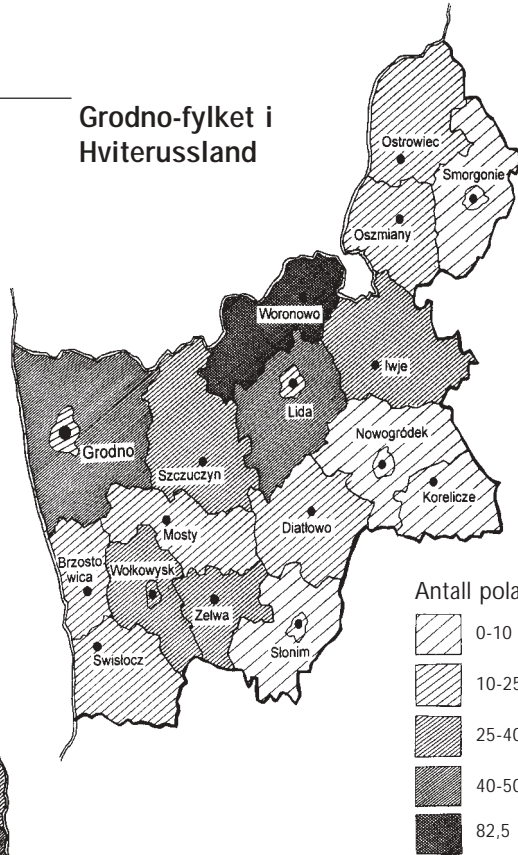 Grodno-fylket i
Hviterussland
Ostrowiec
Smorgonie
Oszmiany
Woronowo
Iwje
Lida
Grodno
Nowogródek
Szczuczyn
Korelicze
Mosty
Diatłowo
Brzosto
wica
Wołkowysk
Zelwa
Słonim
Swisłocz
Antall pola
0-10
10-25
25-40
40-50
82,5